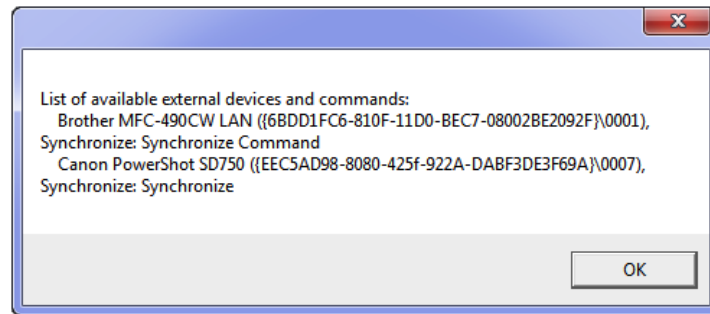 List of available external devices and commands:
Brother MFC-490CW LAN ({6BDD1FC6-810F-11D0-BEC7-08002BE2092F}\0001),
Synchronize: Synchronize Command
Canon PowerShot SD750 ({EEC5AD98-8080-425f-922A-DABF3DE3F69A}\0007),
Synchronize: Synchronize
OK